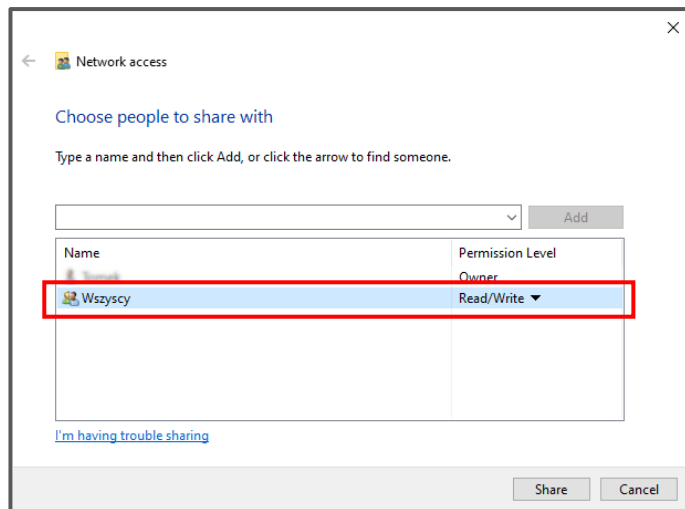 Network access
Choose people to share with
Type a name and then click Add, or click the arrow to find someone.
Add
Name Permission Level
Owner
Wszyscy Read/Write
I'm having trouble sharing
Share Cancel